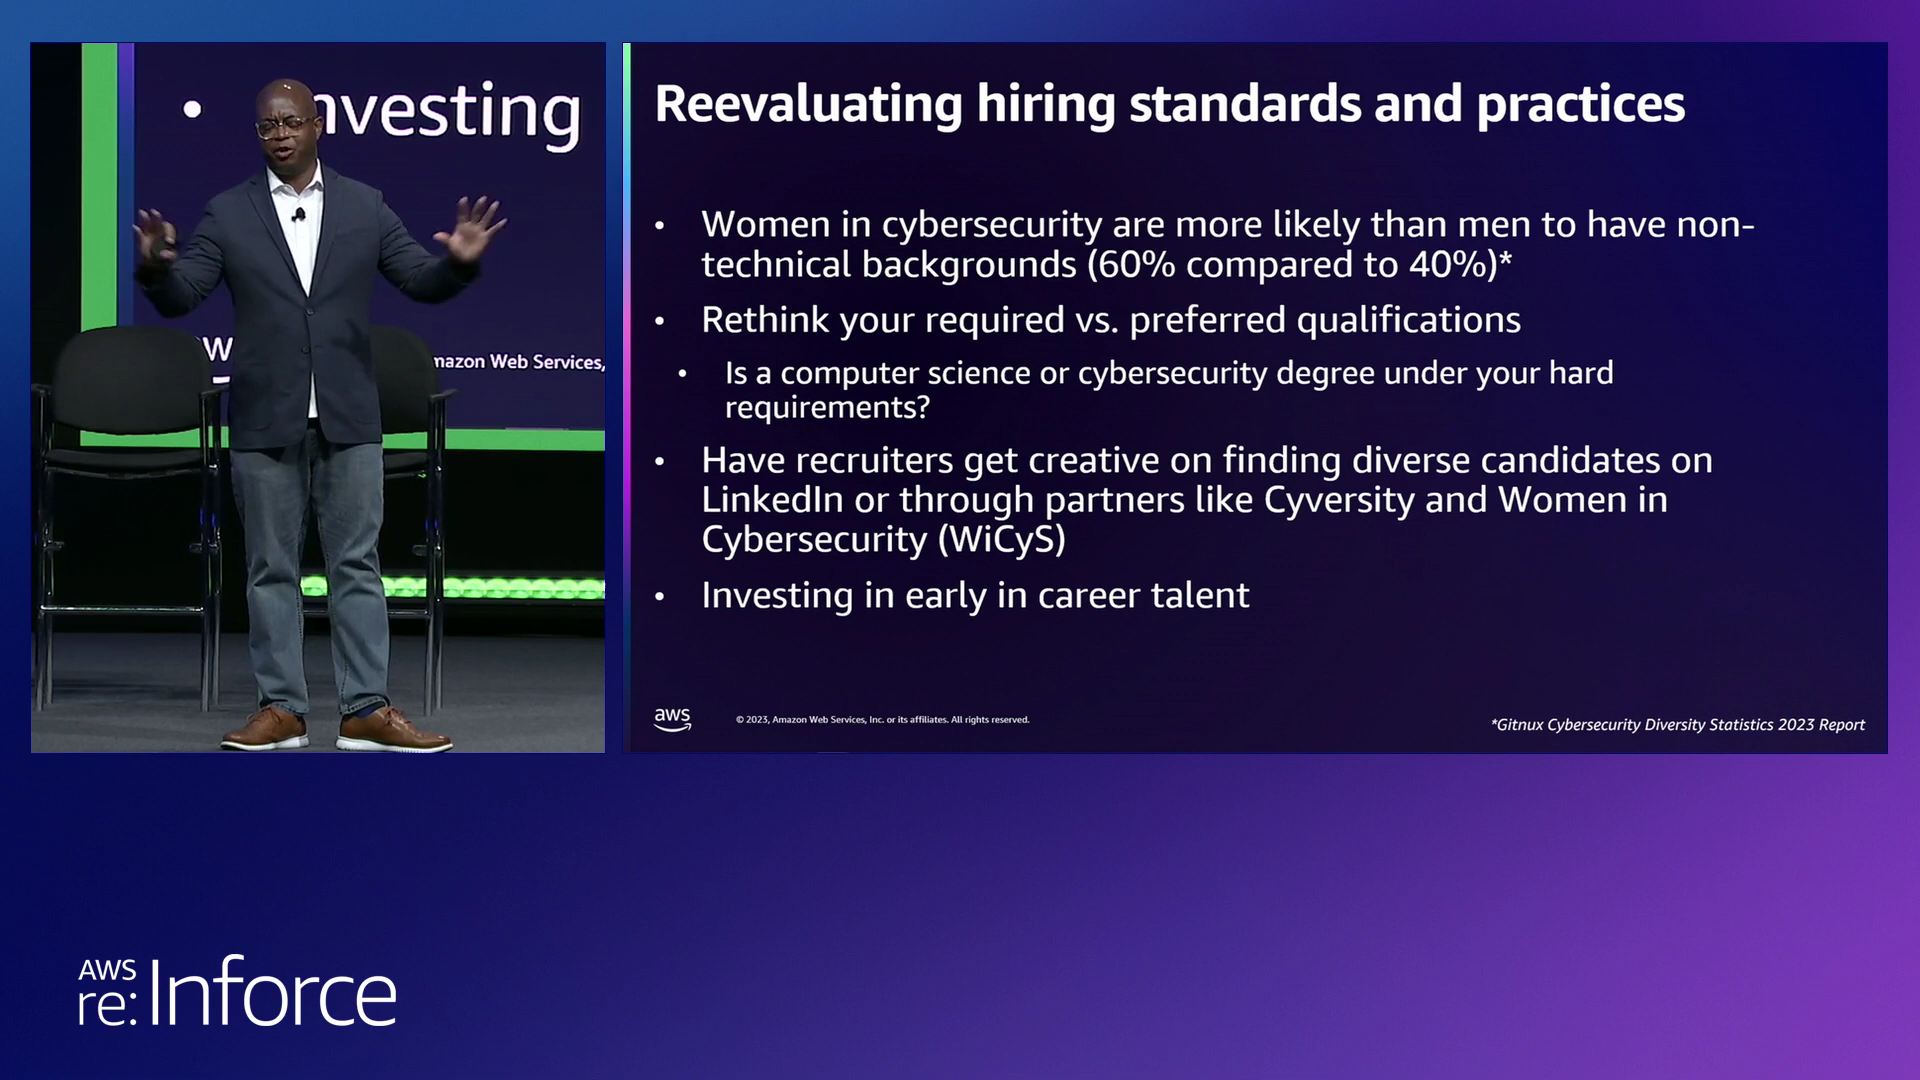 • nvesting
mazon Web Services,
Reevaluating hiring standards and practices
• Women in cybersecurity are more likely than men to have non-
technical backgrounds (60% compared to 40%)*
• Rethink your required vs. preferred qualifications
• Is a computer science or cybersecurity degree under your hard
requirements?
• Have recruiters get creative on finding diverse candidates on
LinkedIn or through partners like Cyversity and Women in
Cybersecurity (WiCyS)
• Investing in early in career talent
aws
© 2023, Amazon Web Services, Inc. or its affiliates. All rights reserved.
*Gitnux Cybersecurity Diversity Statistics 2023 Report
AWS
re:Inforce